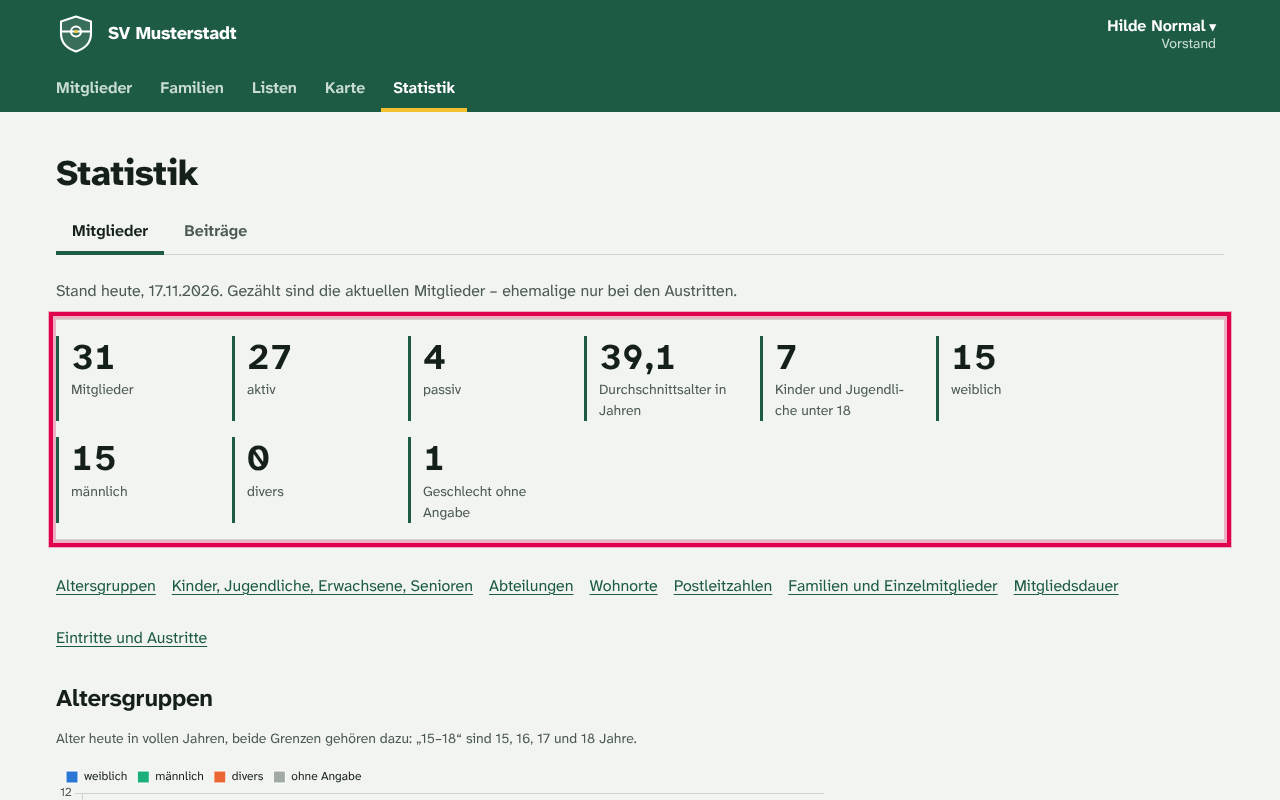 SV Musterstadt
Hilde Normal ▾
Vorstand
Mitglieder Familien Listen Karte Statistik
Statistik
Mitglieder Beiträge
Stand heute, 17.11.2026. Gezählt sind die aktuellen Mitglieder – ehemalige nur bei den Austritten.
31
Mitglieder
27
aktiv
4
passiv
39,1
Durchschnittsalter in
Jahren
7
Kinder und Jugendli-
che unter 18
15
weiblich
15
männlich
0
divers
1
Geschlecht ohne
Angabe
Altersgruppen Kinder, Jugendliche, Erwachsene, Senioren Abteilungen Wohnorte Postleitzahlen Familien und Einzelmitglieder Mitgliedsdauer
Eintritte und Austritte
Altersgruppen
Alter heute in vollen Jahren, beide Grenzen gehören dazu: „15–18“ sind 15, 16, 17 und 18 Jahre.
weiblich männlich divers ohne Angabe
12